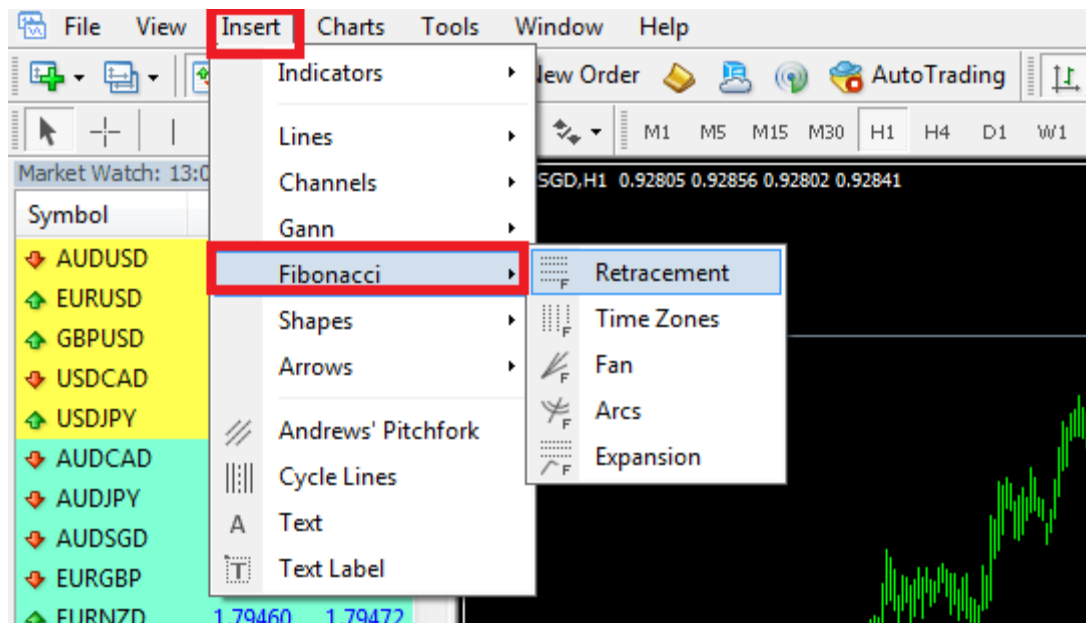 File View Insert Charts Tools Window Help
New Order AutoTrading
M1 M5 M15 M30 H1 H4 D1 W1
Market Watch: 13:0
SGD,H1 0.92805 0.92856 0.92802 0.92841
Symbol
AUDUSD
EURUSD
GBPUSD
USDCAD
USDJPY
AUDCAD
AUDJPY
AUDSGD
EURGBP
EURNZD 1.79460 1.79472
Indicators
Lines
Channels
Gann
Fibonacci
Shapes
Arrows
Andrews' Pitchfork
Cycle Lines
A Text
T Text Label
F Retracement
F Time Zones
F Fan
F Arcs
F Expansion